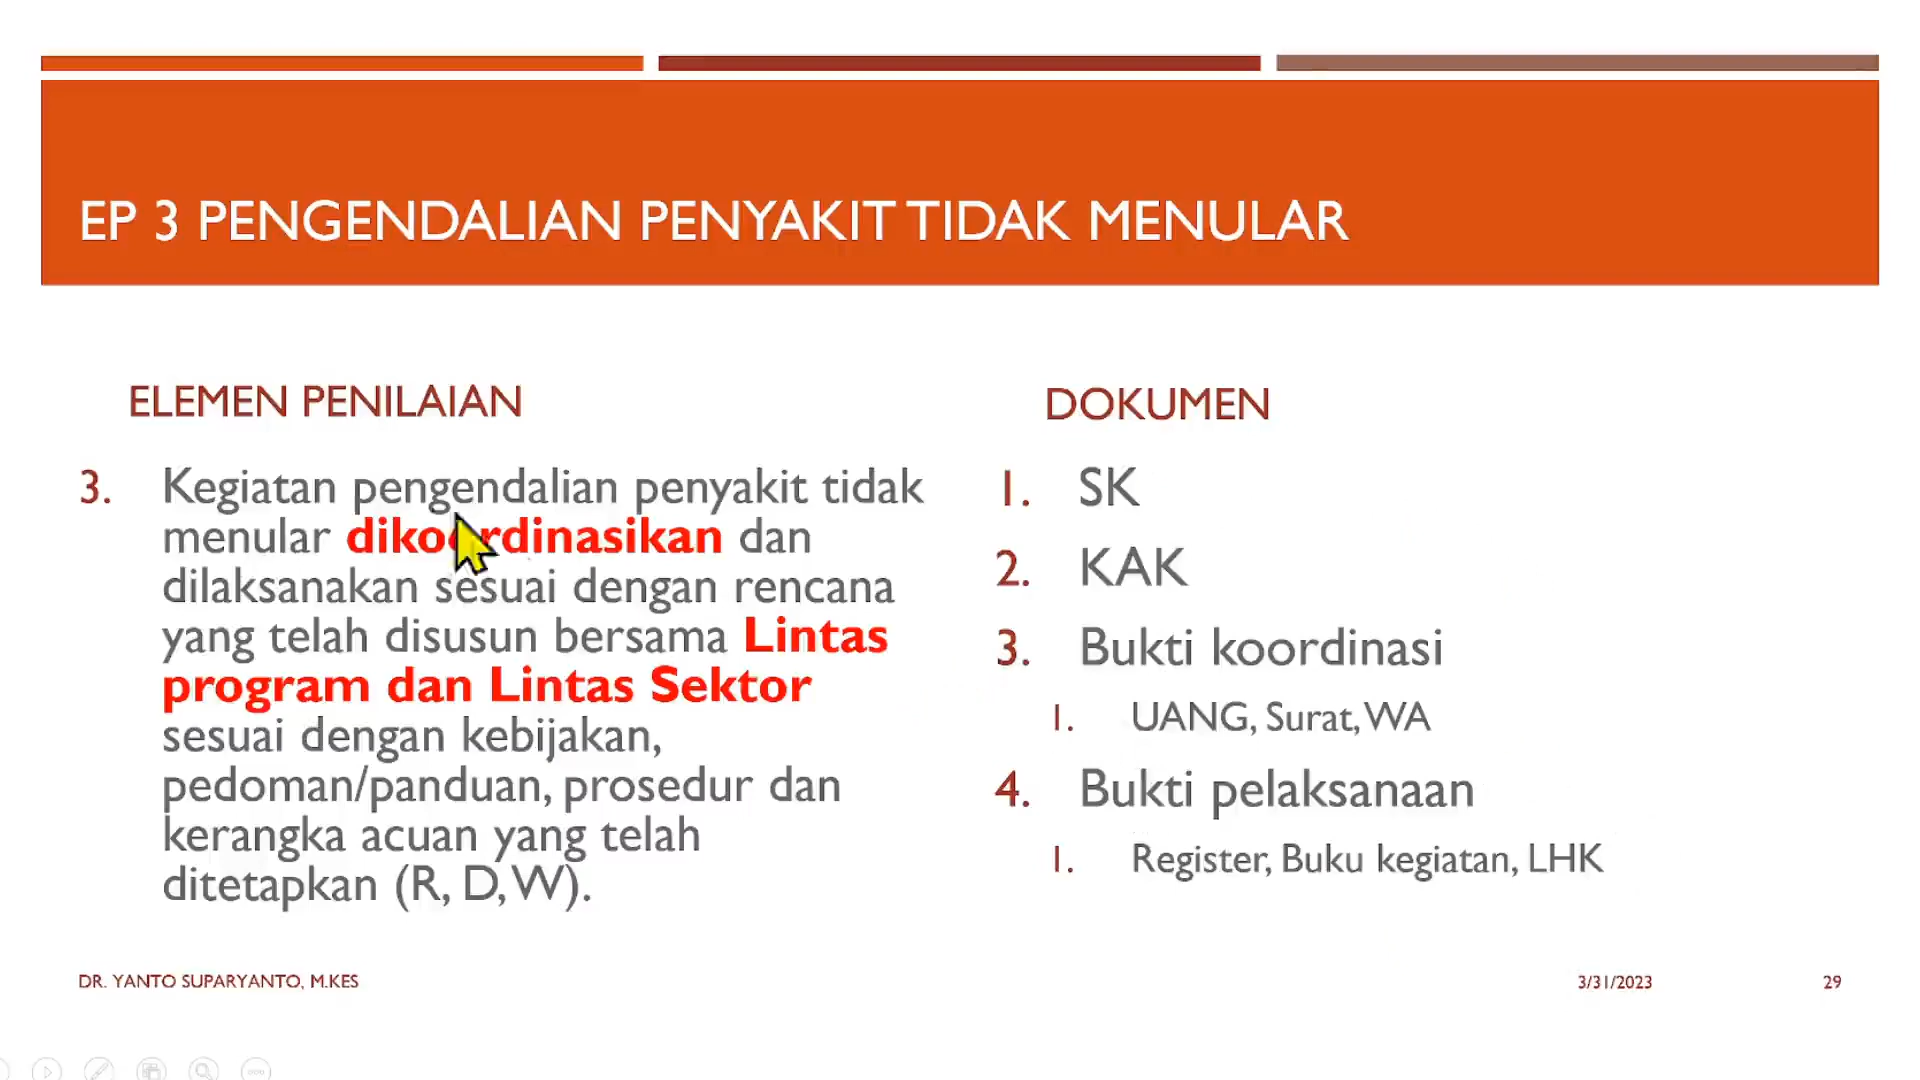 EP 3 PENGENDALIAN PENYAKIT TIDAK MENULAR
ELEMEN PENILAIAN
3. Kegiatan pengendalian penyakit tidak
menular dikoordinasikan dan
dilaksanakan sesuai dengan rencana
yang telah disusun bersama Lintas
program dan Lintas Sektor
sesuai dengan kebijakan,
pedoman/panduan, prosedur dan
kerangka acuan yang telah
ditetapkan (R, D, W).
DOKUMEN
1. SK
2. KAK
3. Bukti koordinasi
1. UANG, Surat, WA
4. Bukti pelaksanaan
1. Register, Buku kegiatan, LHK
DR. YANTO SUPARYANTO, M.KES
3/31/2023
29